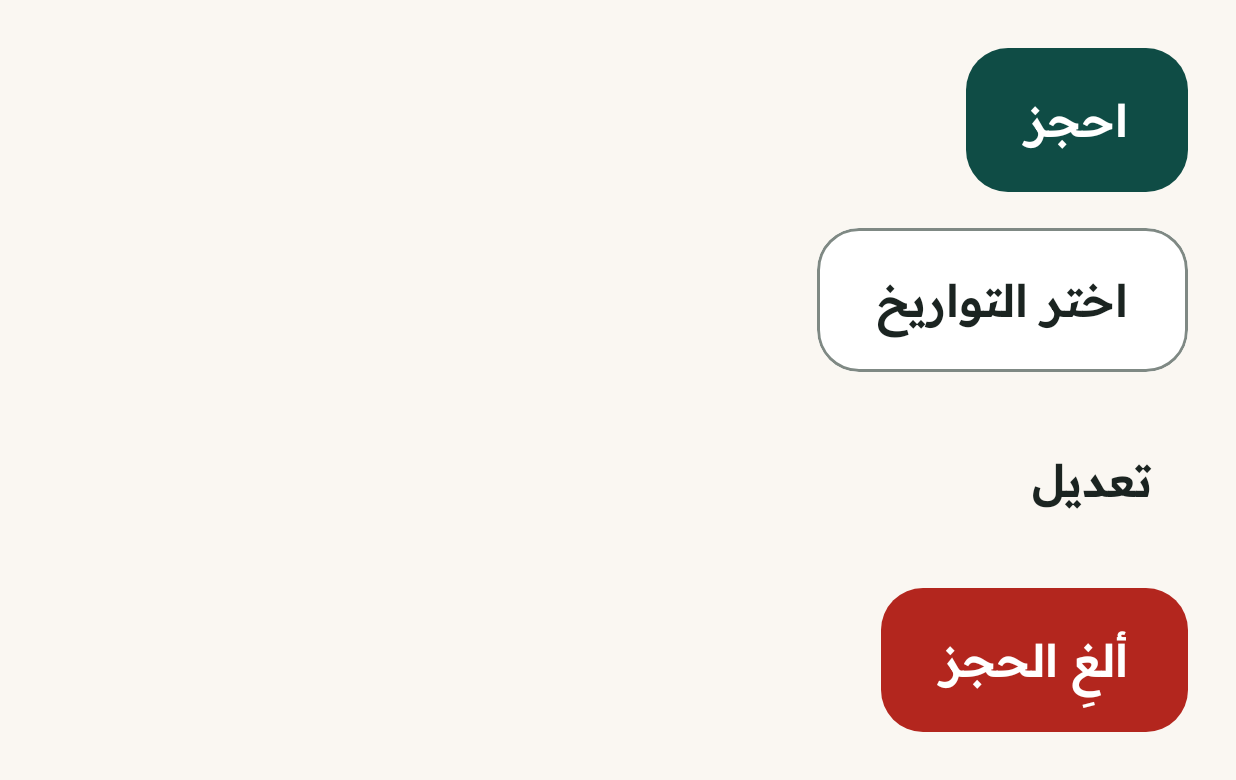 احجز
اختر التواريخ
تعديل
ألغِ الحجز